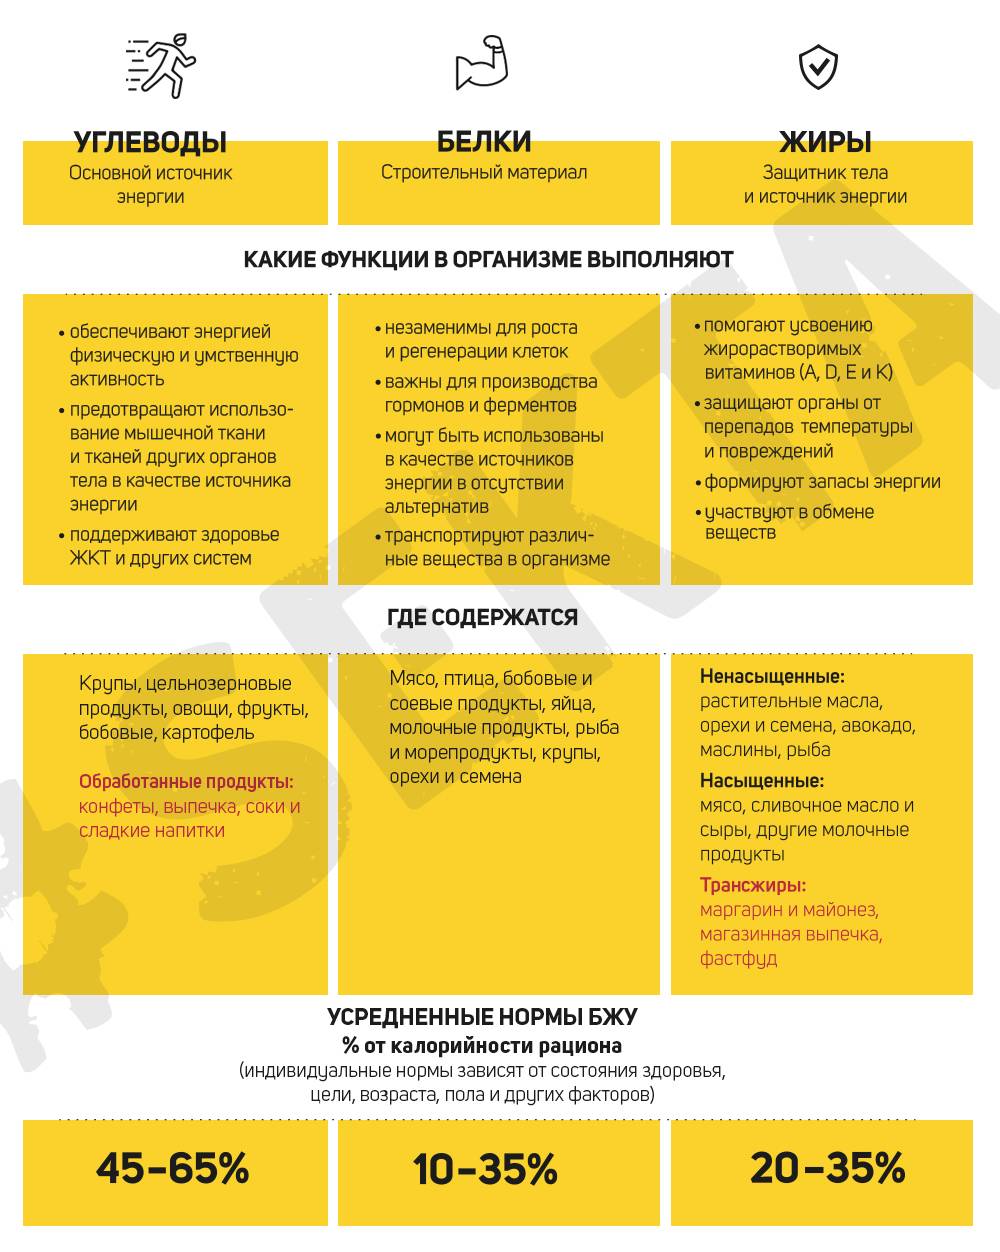 УГЛЕВОДЫ
Основной источник
энергии
БЕЛКИ
Строительный материал
ЖИРЫ
Защитник тела
и источник энергии
КАКИЕ ФУНКЦИИ В ОРГАНИЗМЕ ВЫПОЛНЯЮТ
• обеспечивают энергией
физическую и умственную
активность
• предотвращают использо-
вание мышечной ткани
и тканей других органов
тела в качестве источника
энергии
• поддерживают здоровье
ЖКТ и других систем
• незаменимы для роста
и регенерации клеток
• важны для производства
гормонов и ферментов
• могут быть использованы
в качестве источников
энергии в отсутствии
альтернатив
• транспортируют различ-
ные вещества в организме
• помогают усвоению
жирорастворимых
витаминов (A, D, E и K)
• защищают органы от
перепадов температуры
и повреждений
• формируют запасы энергии
• участвуют в обмене
веществ
ГДЕ СОДЕРЖАТСЯ
Крупы, цельнозерновые
продукты, овощи, фрукты,
бобовые, картофель
Обработанные продукты:
конфеты, выпечка, соки и
сладкие напитки
Мясо, птица, бобовые и
соевые продукты, яйца,
молочные продукты, рыба
и морепродукты, крупы,
орехи и семена
Ненасыщенные:
растительные масла,
орехи и семена, авокадо,
маслины, рыба
Насыщенные:
мясо, сливочное масло и
сыры, другие молочные
продукты
Трансжиры:
маргарин и майонез,
магазинная выпечка,
фастфуд
УСРЕДНЕННЫЕ НОРМЫ БЖУ
% от калорийности рациона
(индивидуальные нормы зависят от состояния здоровья,
цели, возраста, пола и других факторов)
45–65%
10–35%
20–35%
#SEKTA